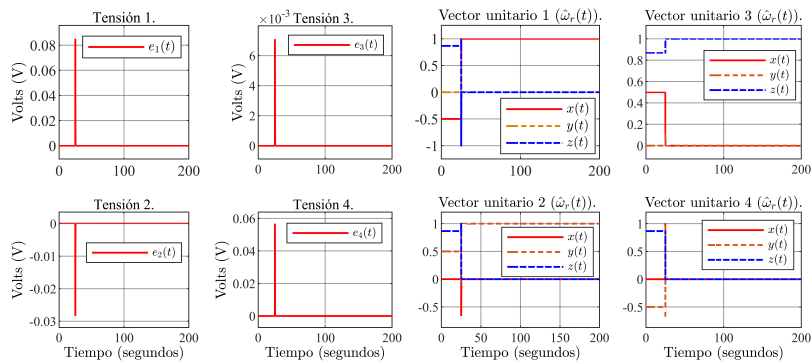 Tensión 1.
Tensión 3.
Vector unitario 1 (ω̂ᵣ(t)).
Vector unitario 3 (ω̂ᵣ(t)).
×10⁻³
Volts (V)
0.08
0.06
0.04
0.02
0
e₁(t)
0 100 200
8
6
4
2
0
e₃(t)
0 100 200
1
0.5
0
-0.5
-1
x(t)
y(t)
z(t)
0 100 200
1
0.8
0.6
0.4
0.2
0
x(t)
y(t)
z(t)
0 100 200
Tensión 2.
Tensión 4.
Vector unitario 2 (ω̂ᵣ(t)).
Vector unitario 4 (ω̂ᵣ(t)).
Volts (V)
0
-0.01
-0.02
-0.03
e₂(t)
0 100 200
Tiempo (segundos)
Volts (V)
0.06
0.04
0.02
0
e₄(t)
0 100 200
Tiempo (segundos)
1
0.5
0
-0.5
x(t)
y(t)
z(t)
0 50 100 150 200
Tiempo (segundos)
1
0.5
0
-0.5
x(t)
y(t)
z(t)
0 100 200
Tiempo (segundos)